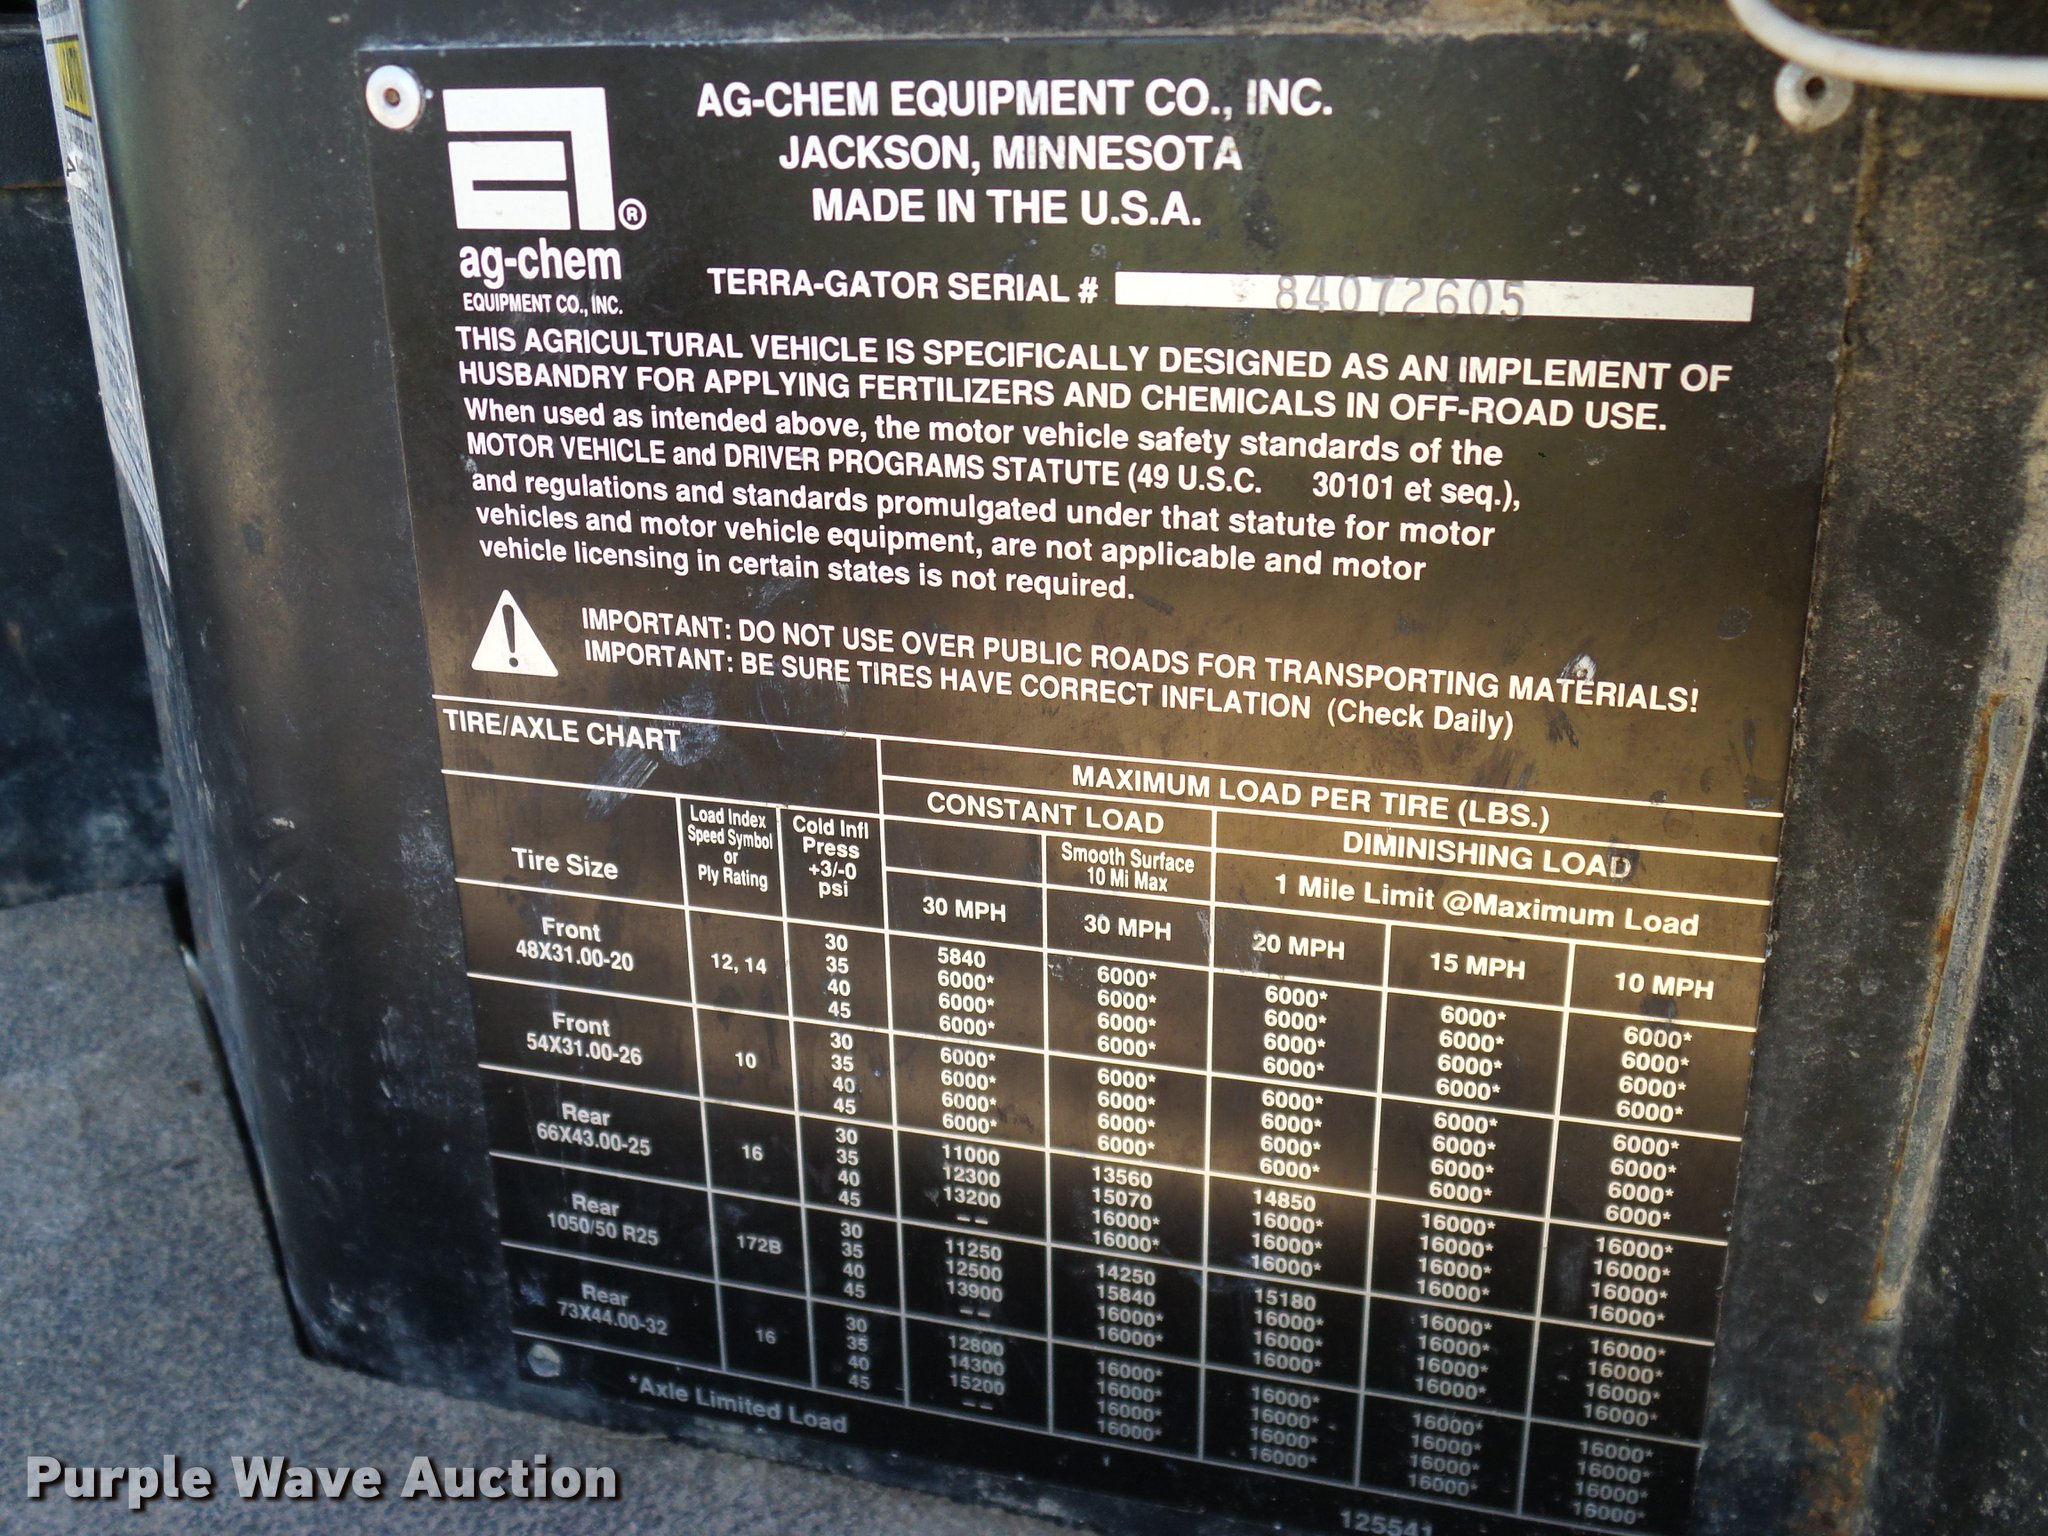 AG-CHEM EQUIPMENT CO., INC.
JACKSON, MINNESOTA
MADE IN THE U.S.A.
®
ag-chem
EQUIPMENT CO., INC.
TERRA-GATOR SERIAL # 84072605
THIS AGRICULTURAL VEHICLE IS SPECIFICALLY DESIGNED AS AN IMPLEMENT OF
HUSBANDRY FOR APPLYING FERTILIZERS AND CHEMICALS IN OFF-ROAD USE.
When used as intended above, the motor vehicle safety standards of the
MOTOR VEHICLE and DRIVER PROGRAMS STATUTE (49 U.S.C. 30101 et seq.),
and regulations and standards promulgated under that statute for motor
vehicles and motor vehicle equipment, are not applicable and motor
vehicle licensing in certain states is not required.
IMPORTANT: DO NOT USE OVER PUBLIC ROADS FOR TRANSPORTING MATERIALS!
IMPORTANT: BE SURE TIRES HAVE CORRECT INFLATION (Check Daily)
TIRE/AXLE CHART
MAXIMUM LOAD PER TIRE (LBS.)
CONSTANT LOAD
DIMINISHING LOAD
Tire Size
Load Index
Speed Symbol
or
Ply Rating
Cold Infl
Press
+3/-0
psi
Smooth Surface
10 Mi Max
1 Mile Limit @Maximum Load
30 MPH 30 MPH 20 MPH 15 MPH 10 MPH
Front
48X31.00-20
12, 14
30 5840 6000* 6000* 6000* 6000*
35 6000* 6000* 6000* 6000* 6000*
40 6000* 6000* 6000* 6000* 6000*
45 6000* 6000* 6000* 6000* 6000*
Front
54X31.00-26
10
30 6000* 6000* 6000* 6000* 6000*
35 6000* 6000* 6000* 6000* 6000*
40 6000* 6000* 6000* 6000* 6000*
45 6000* 6000* 6000* 6000* 6000*
Rear
66X43.00-25
16
30 11000 13560 14850 16000* 16000*
35 12300 15070 16000* 16000* 16000*
40 13200 16000* 16000* 16000* 16000*
45 -- 16000* 16000* 16000* 16000*
Rear
1050/50 R25
172B
30 11250 14250 15180 16000* 16000*
35 12500 15840 16000* 16000* 16000*
40 13900 16000* 16000* 16000* 16000*
45 -- 16000* 16000* 16000* 16000*
Rear
73X44.00-32
16
30 12800 16000* 16000* 16000* 16000*
35 14300 16000* 16000* 16000* 16000*
40 15200 16000* 16000* 16000* 16000*
45 -- 16000* 16000* 16000* 16000*
*Axle Limited Load
125541
Purple Wave Auction